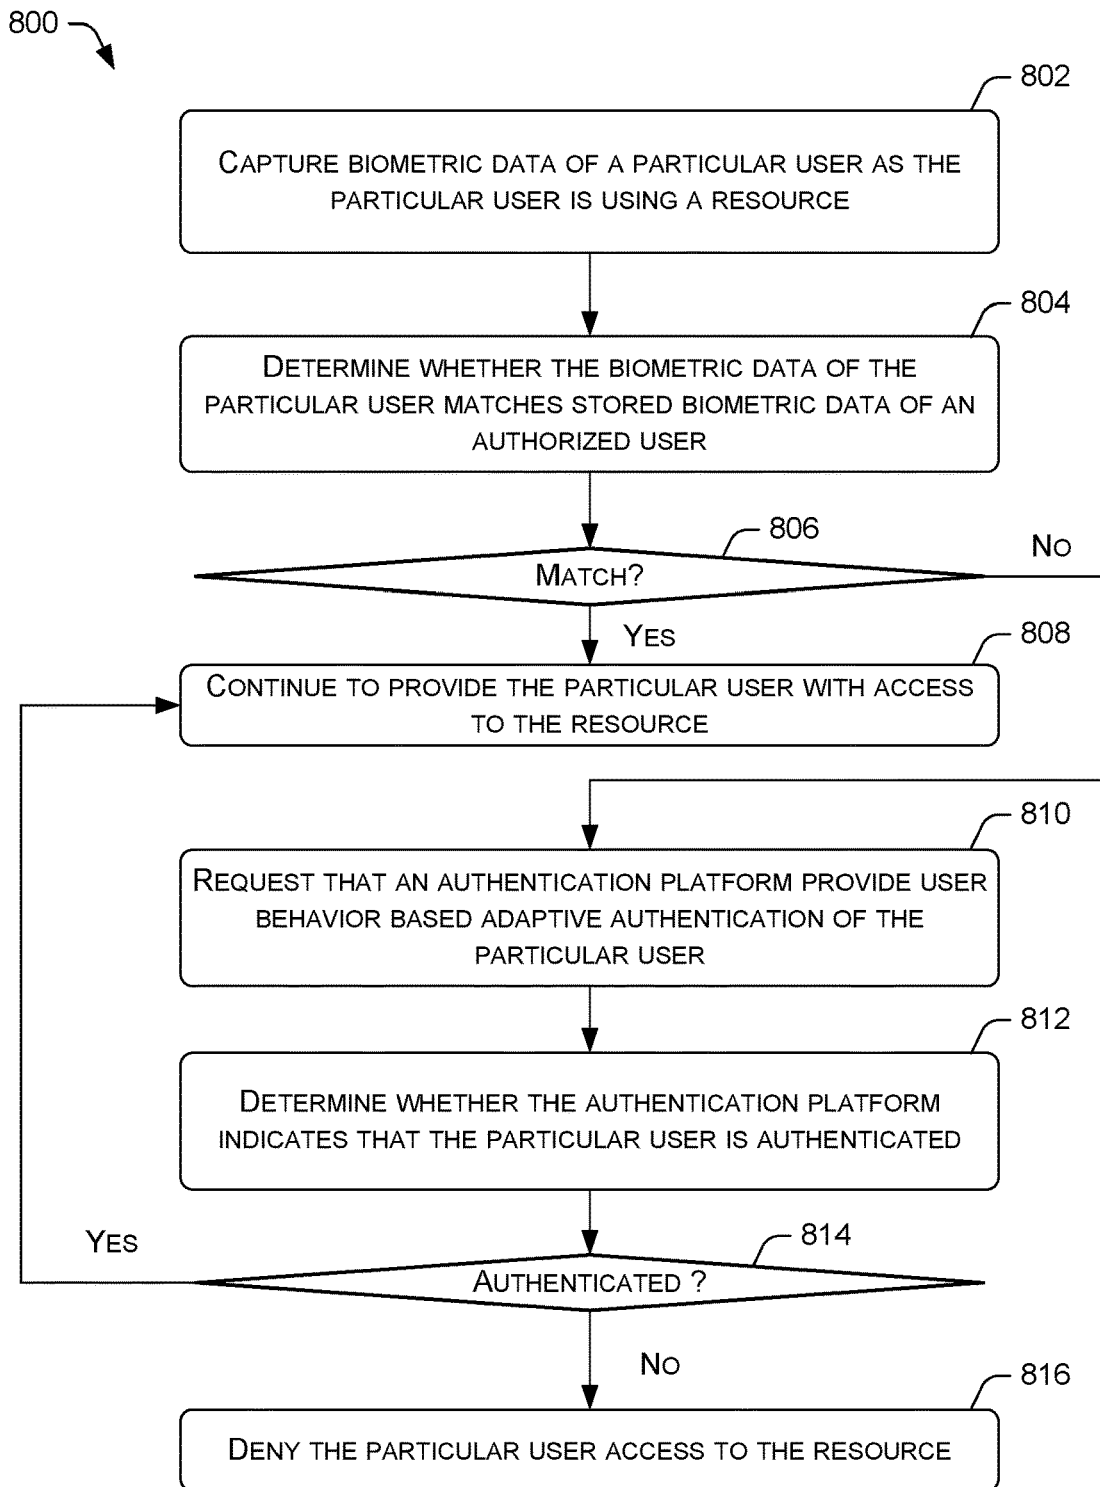 800
802
CAPTURE BIOMETRIC DATA OF A PARTICULAR USER AS THE
PARTICULAR USER IS USING A RESOURCE
804
DETERMINE WHETHER THE BIOMETRIC DATA OF THE
PARTICULAR USER MATCHES STORED BIOMETRIC DATA OF AN
AUTHORIZED USER
806
NO
MATCH?
YES
808
CONTINUE TO PROVIDE THE PARTICULAR USER WITH ACCESS
TO THE RESOURCE
810
REQUEST THAT AN AUTHENTICATION PLATFORM PROVIDE USER
BEHAVIOR BASED ADAPTIVE AUTHENTICATION OF THE
PARTICULAR USER
812
DETERMINE WHETHER THE AUTHENTICATION PLATFORM
INDICATES THAT THE PARTICULAR USER IS AUTHENTICATED
YES
814
AUTHENTICATED ?
NO
816
DENY THE PARTICULAR USER ACCESS TO THE RESOURCE